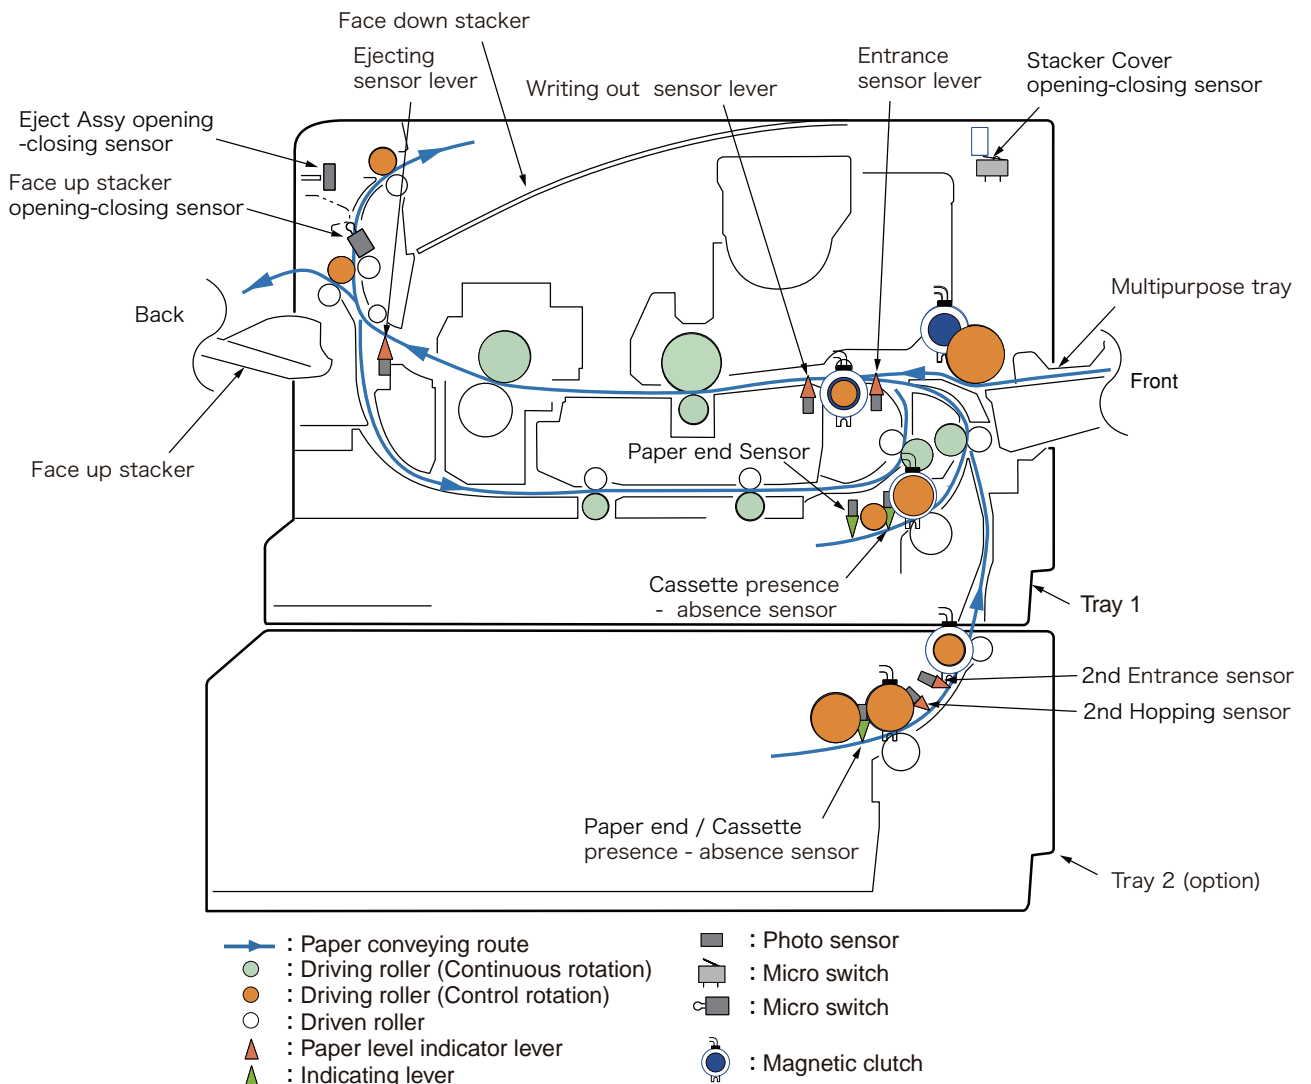 Face down stacker
Ejecting
sensor lever
Writing out  sensor lever
Entrance
sensor lever
Stacker Cover
opening-closing sensor
Eject Assy opening
-closing sensor
Face up stacker
opening-closing sensor
Multipurpose tray
Back
Front
Face up stacker
Paper end Sensor
Cassette presence
- absence sensor
Tray 1
2nd Entrance sensor
2nd Hopping sensor
Paper end / Cassette
presence - absence sensor
Tray 2 (option)
: Paper conveying route
: Driving roller (Continuous rotation)
: Driving roller (Control rotation)
: Driven roller
: Paper level indicator lever
: Indicating lever
: Photo sensor
: Micro switch
: Micro switch
: Magnetic clutch